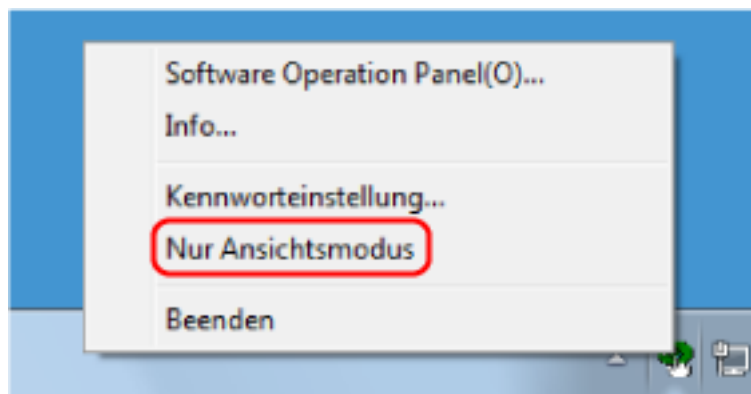 Software Operation Panel(O)...
Info...
Kennworteinstellung...
Nur Ansichtsmodus
Beenden